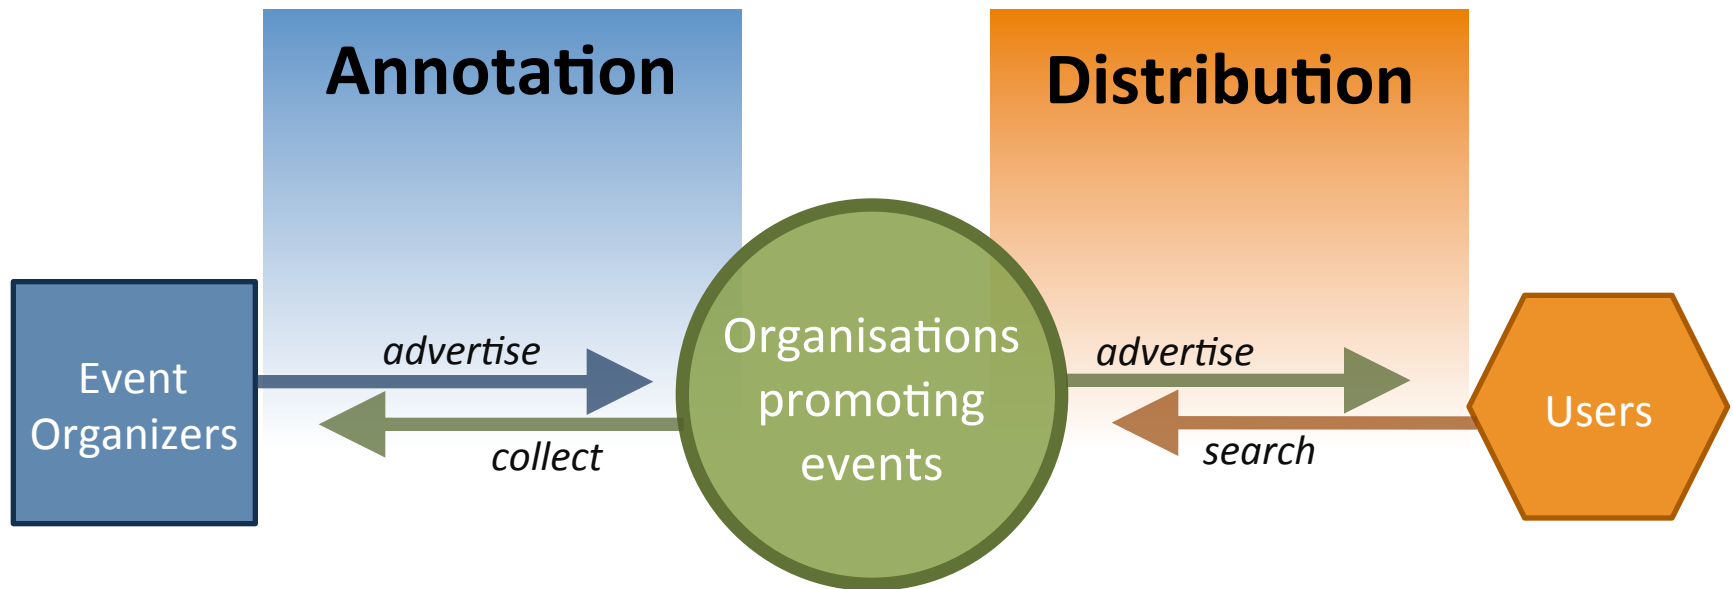 Annotation
Distribution
Event
Organizers
advertise
collect
Organisations
promoting
events
advertise
search
Users